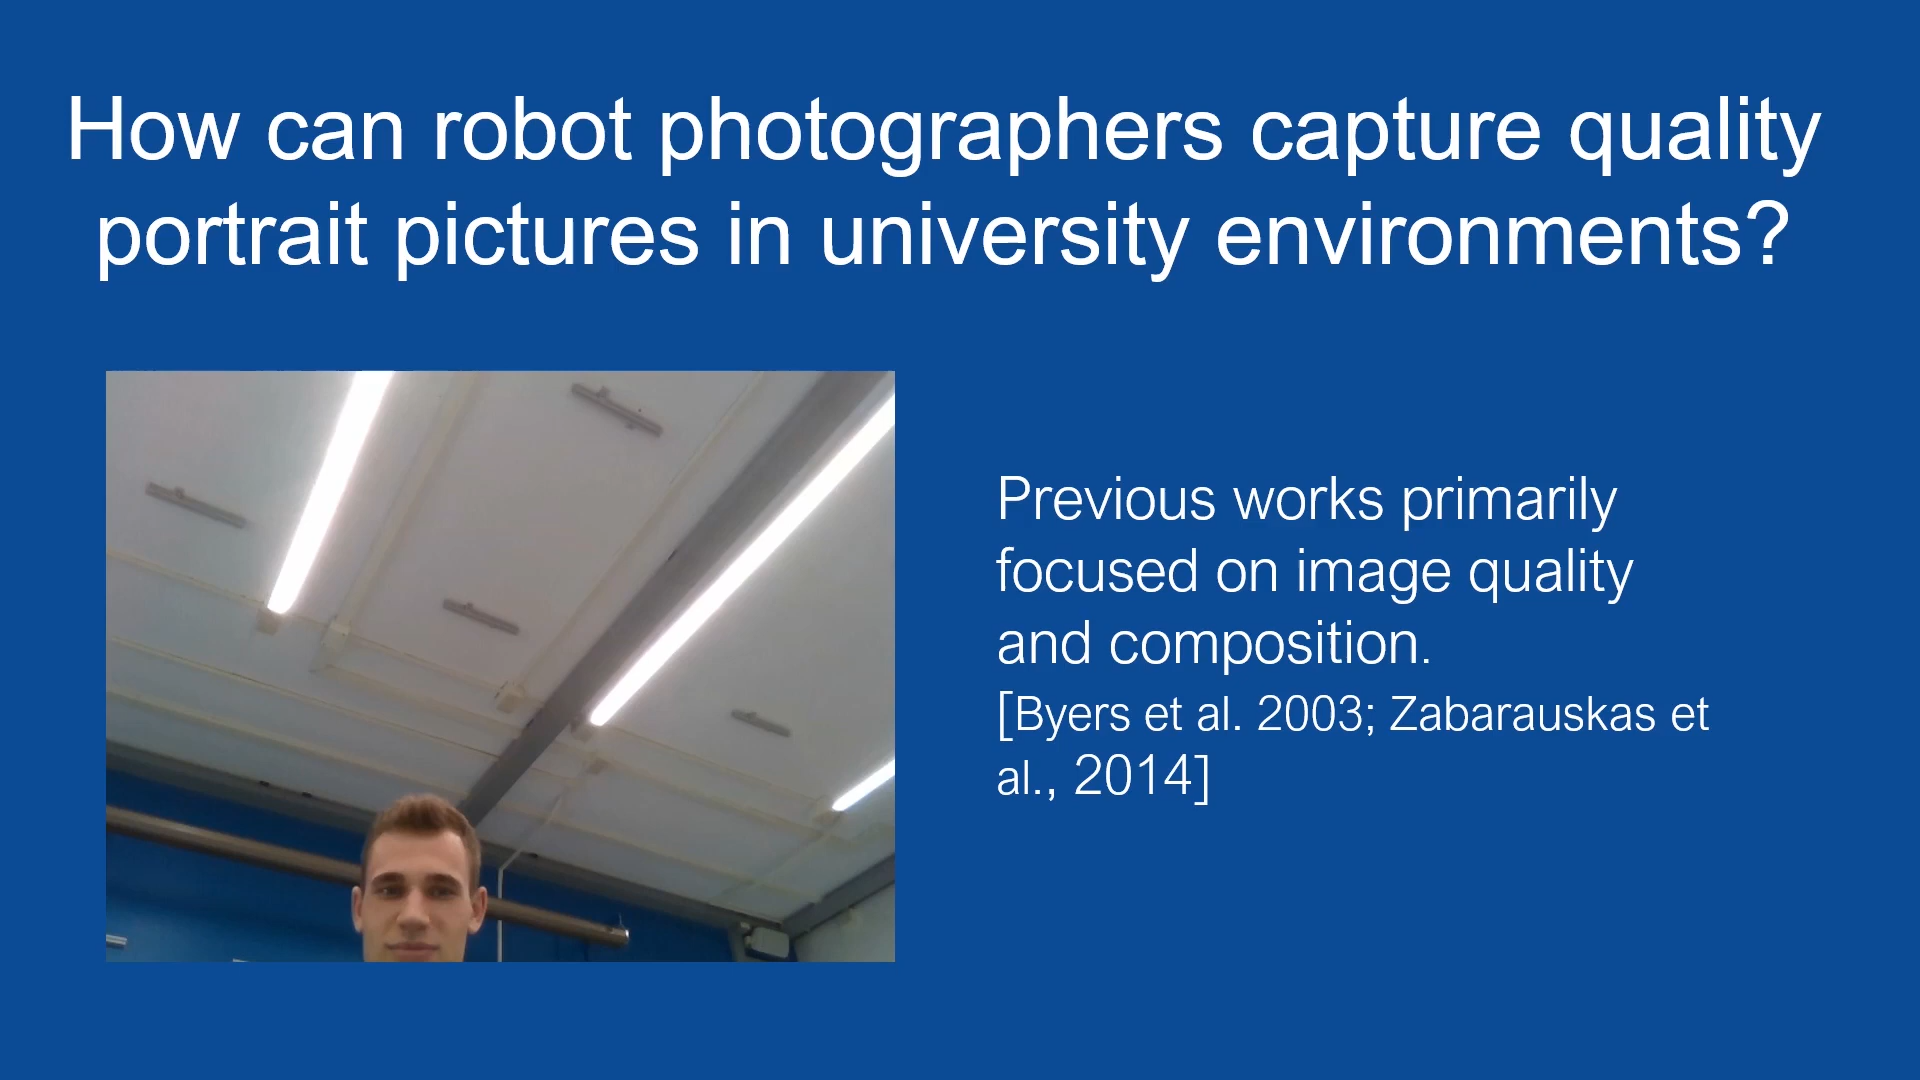 How can robot photographers capture quality
portrait pictures in university environments?
Previous works primarily
focused on image quality
and composition.
[Byers et al. 2003; Zabarauskas et
al., 2014]